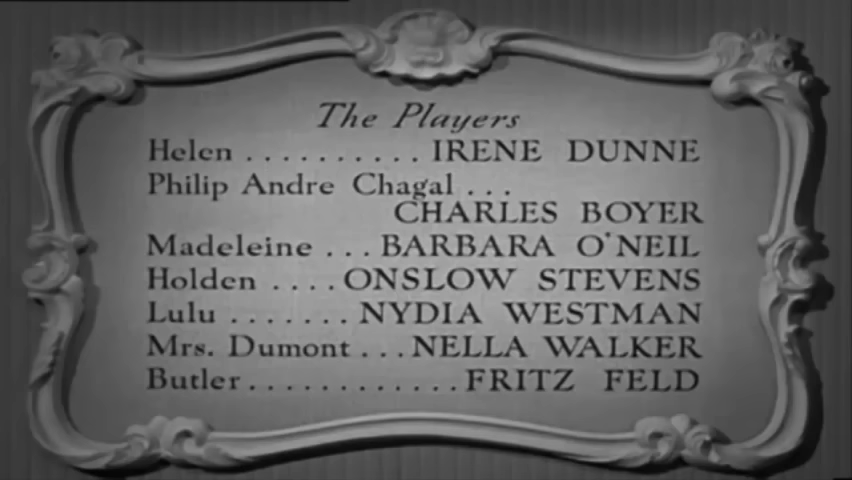 The Players
Helen .......... IRENE DUNNE
Philip Andre Chagal ...
CHARLES BOYER
Madeleine ... BARBARA O'NEIL
Holden .... ONSLOW STEVENS
Lulu ....... NYDIA WESTMAN
Mrs. Dumont ... NELLA WALKER
Butler ............. FRITZ FELD